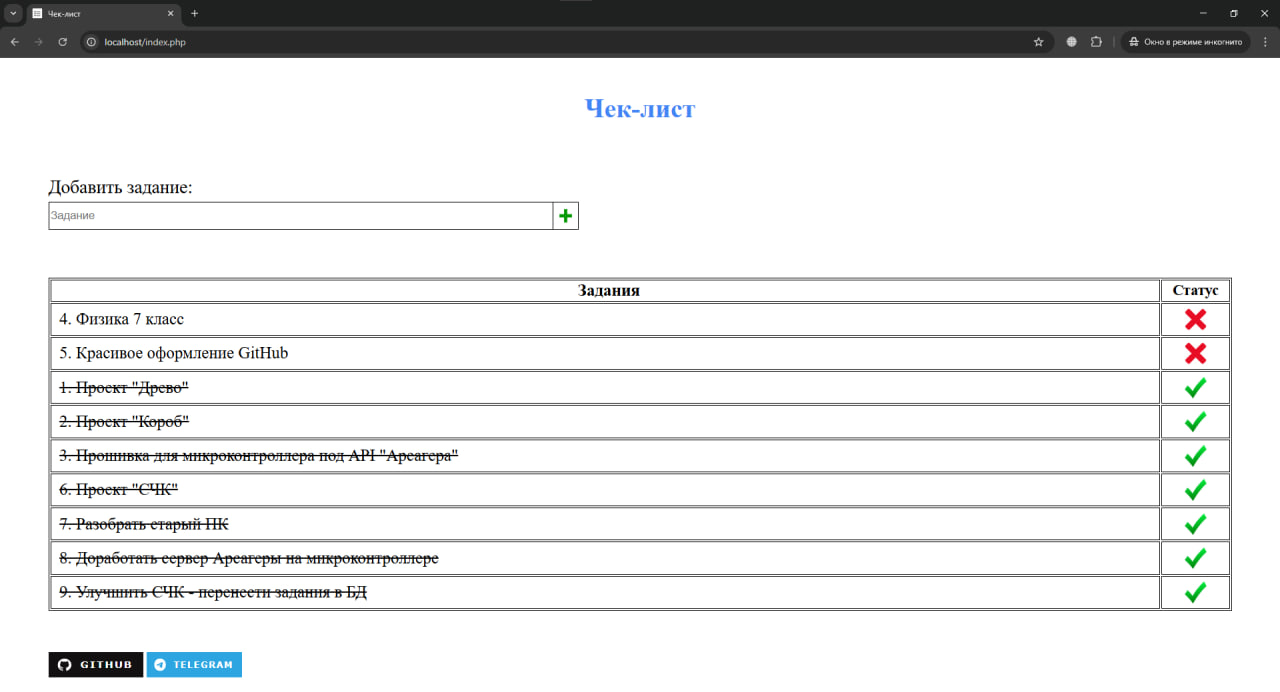 Чек-лист
localhost/index.php
Окно в режиме инкогнито
Чек-лист
Добавить задание:
Задание
Задания Статус
4. Физика 7 класс
5. Красивое оформление GitHub
1. Проект "Древо"
2. Проект "Короб"
3. Прошивка для микроконтроллера под API "Арсагера"
6. Проект "СЧК"
7. Разобрать старый ПК
8. Доработать сервер Арсагеры на микроконтроллере
9. Улучшить СЧК - перенести задания в БД
GITHUB TELEGRAM